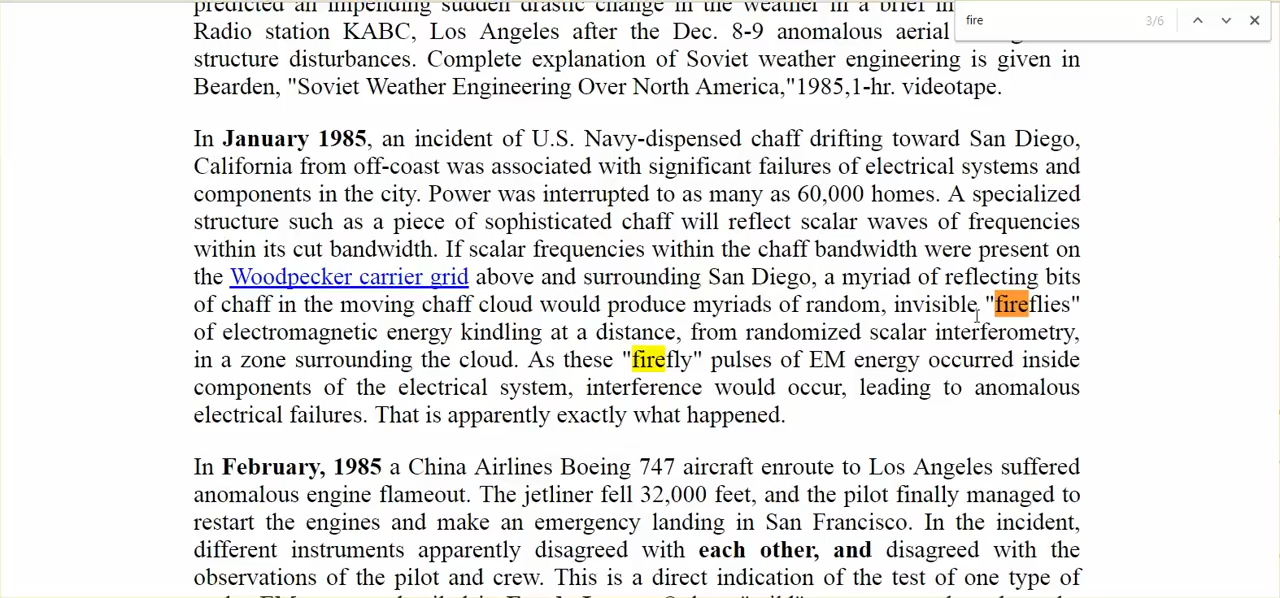 predicted an impending sudden drastic change in the weather in a brief
fire 3/6
Radio station KABC, Los Angeles after the Dec. 8-9 anomalous aerial
structure disturbances. Complete explanation of Soviet weather engineering is given in
Bearden, "Soviet Weather Engineering Over North America,"1985,1-hr. videotape.
In January 1985, an incident of U.S. Navy-dispensed chaff drifting toward San Diego,
California from off-coast was associated with significant failures of electrical systems and
components in the city. Power was interrupted to as many as 60,000 homes. A specialized
structure such as a piece of sophisticated chaff will reflect scalar waves of frequencies
within its cut bandwidth. If scalar frequencies within the chaff bandwidth were present on
the Woodpecker carrier grid above and surrounding San Diego, a myriad of reflecting bits
of chaff in the moving chaff cloud would produce myriads of random, invisible "fireflies"
of electromagnetic energy kindling at a distance, from randomized scalar interferometry,
in a zone surrounding the cloud. As these "firefly" pulses of EM energy occurred inside
components of the electrical system, interference would occur, leading to anomalous
electrical failures. That is apparently exactly what happened.
In February, 1985 a China Airlines Boeing 747 aircraft enroute to Los Angeles suffered
anomalous engine flameout. The jetliner fell 32,000 feet, and the pilot finally managed to
restart the engines and make an emergency landing in San Francisco. In the incident,
different instruments apparently disagreed with each other, and disagreed with the
observations of the pilot and crew. This is a direct indication of the test of one type of